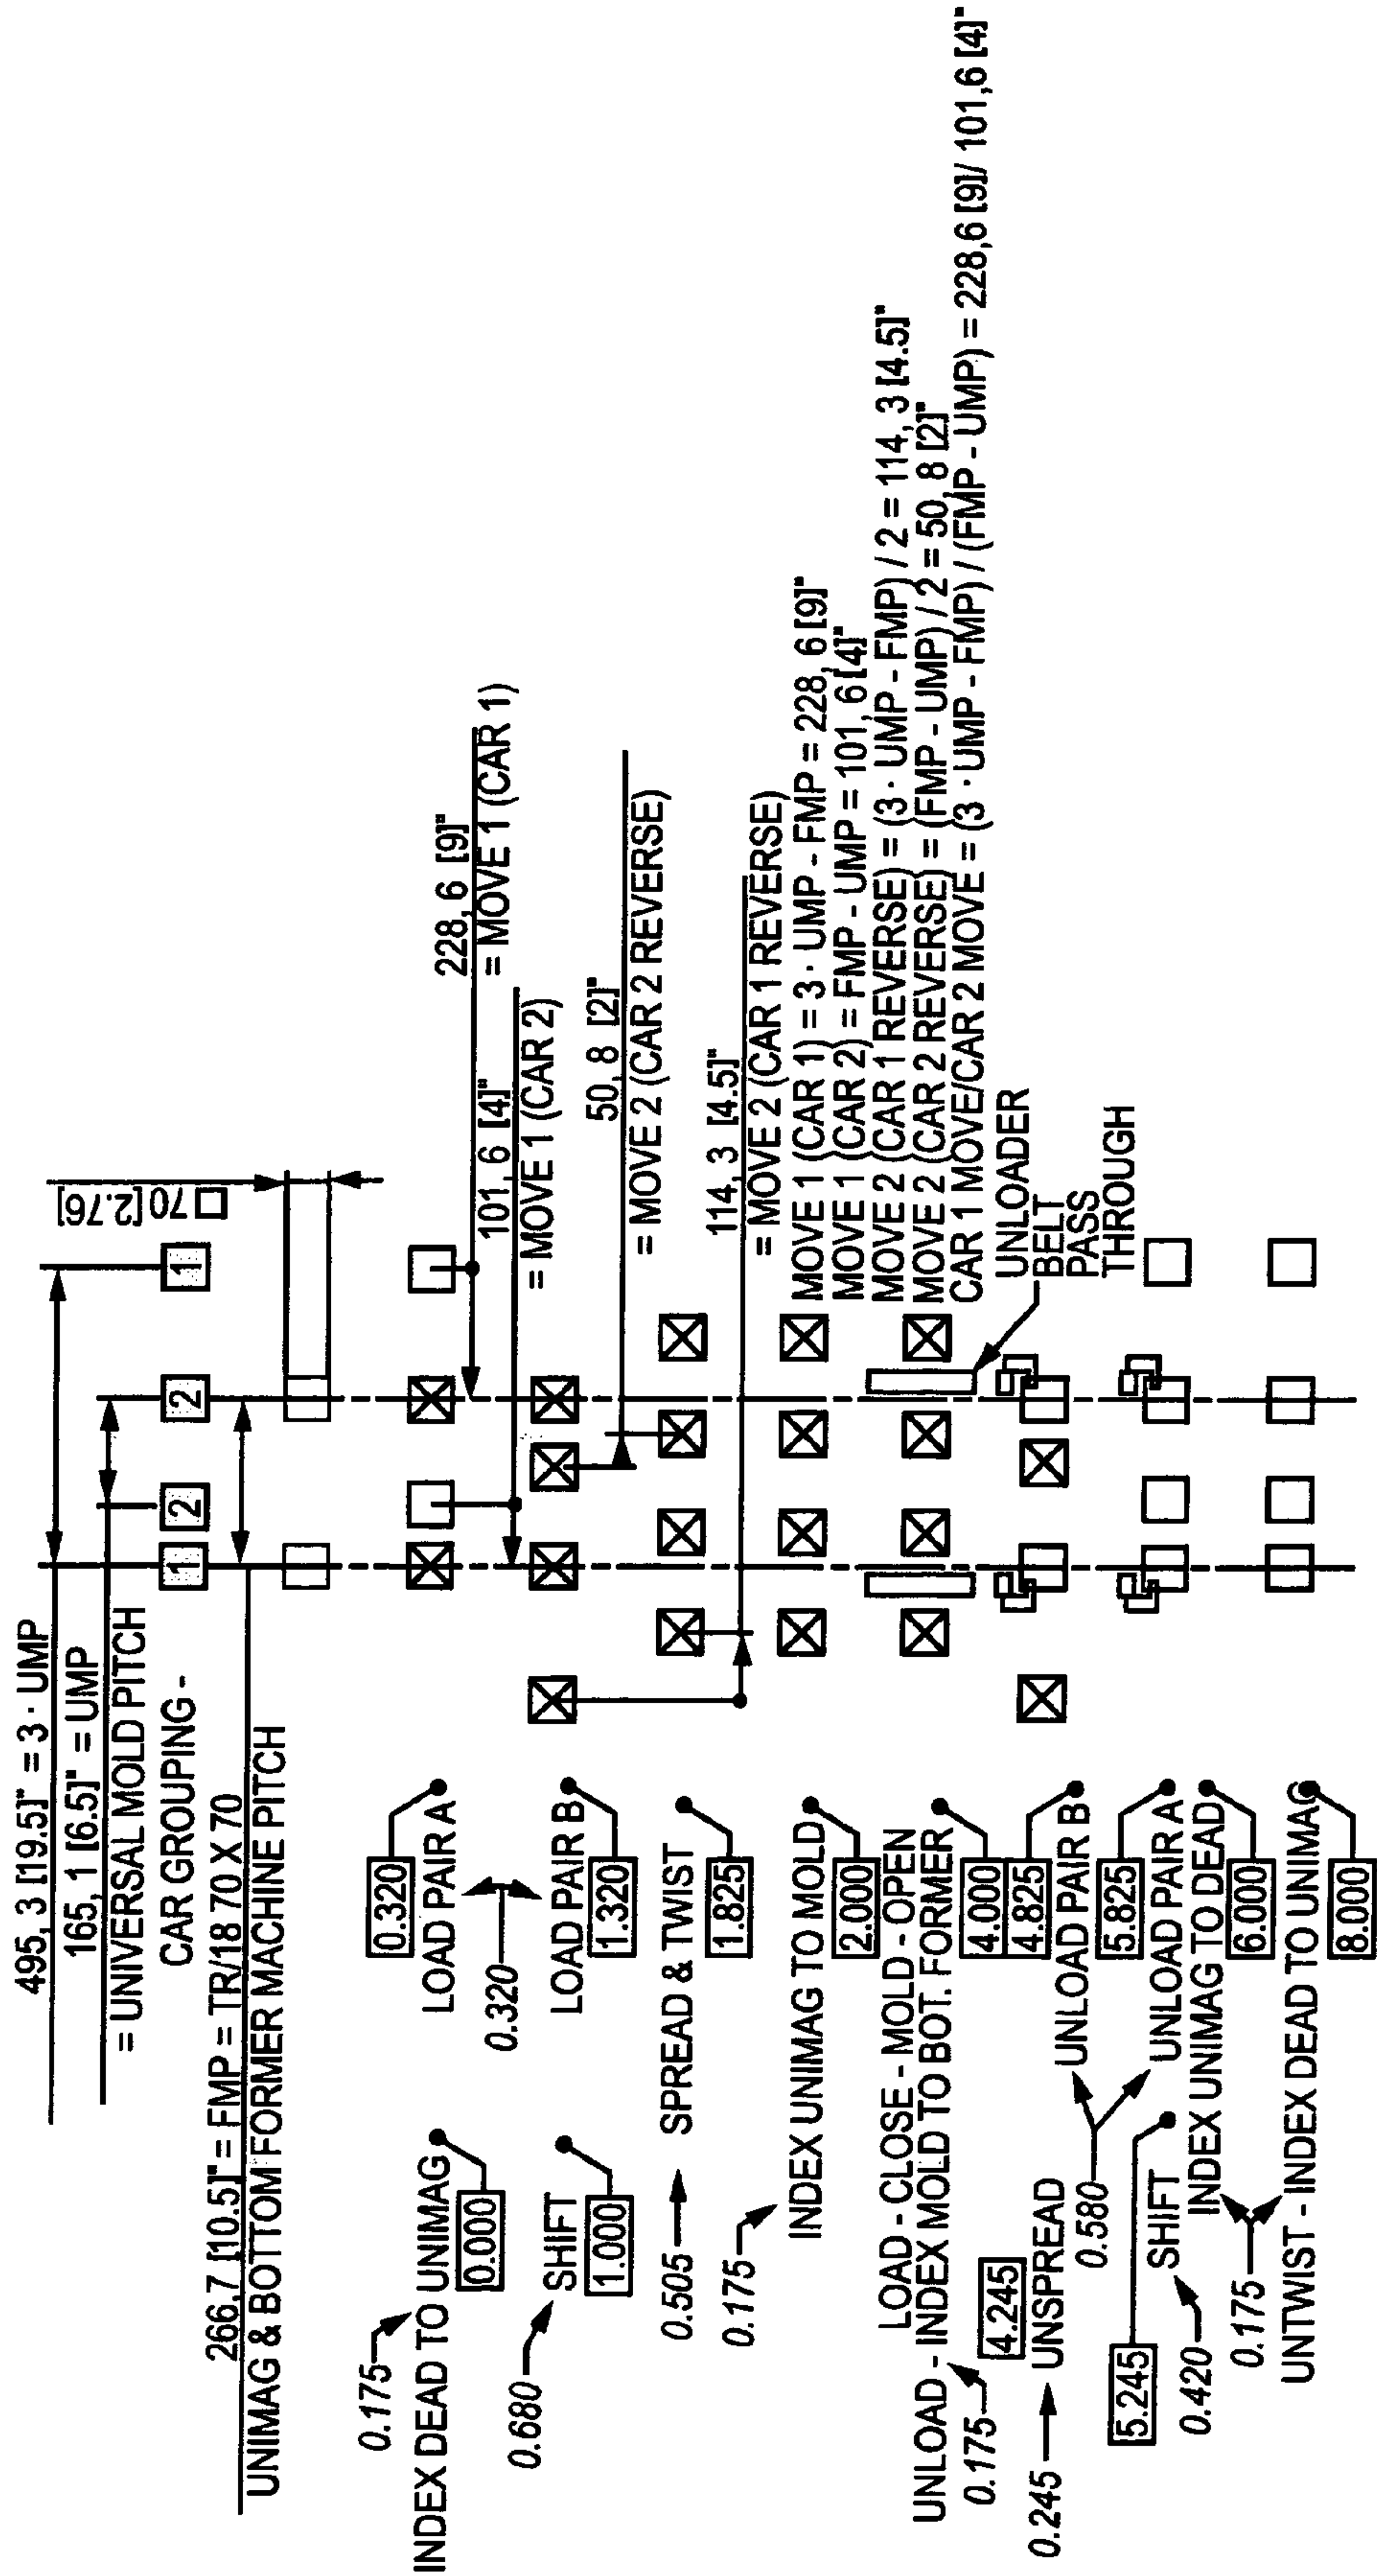 495, 3 [19.5]" = 3 · UMP
165, 1 [6.5]" = UMP
= UNIVERSAL MOLD PITCH
CAR GROUPING -
1
2
2
1
266,7 [10.5]" = FMP = TR/18 70 X 70
UNIMAG & BOTTOM FORMER MACHINE PITCH
□70 [2.76]
0.175
INDEX DEAD TO UNIMAG
0.000
0.320
LOAD PAIR A
0.320
228, 6 [9]"
= MOVE 1 (CAR 1)
101, 6 [4]"
= MOVE 1 (CAR 2)
0.680
SHIFT
1.000
LOAD PAIR B
1.320
50, 8 [2]"
= MOVE 2 (CAR 2 REVERSE)
0.505
SPREAD & TWIST
1.825
114, 3 [4.5]"
= MOVE 2 (CAR 1 REVERSE)
0.175
INDEX UNIMAG TO MOLD
2.000
MOVE 1 (CAR 1) = 3 · UMP - FMP = 228, 6 [9]"
MOVE 1 (CAR 2) = FMP - UMP = 101, 6 [4]"
MOVE 2 (CAR 1 REVERSE) = (3 · UMP - FMP) / 2 = 114, 3 [4.5]"
MOVE 2 (CAR 2 REVERSE) = (FMP - UMP) / 2 = 50, 8 [2]"
CAR 1 MOVE/CAR 2 MOVE = (3 · UMP - FMP) / (FMP - UMP) = 228,6 [9]/ 101,6 [4]"
LOAD - CLOSE - MOLD - OPEN
UNLOAD - INDEX MOLD TO BOT. FORMER
0.175
4.000
UNLOADER
BELT
PASS
THROUGH
4.245
0.245
UNSPREAD
4.825
UNLOAD PAIR B
0.580
5.245
SHIFT
0.420
5.825
UNLOAD PAIR A
INDEX UNIMAG TO DEAD
6.000
0.175
UNTWIST - INDEX DEAD TO UNIMAG
8.000